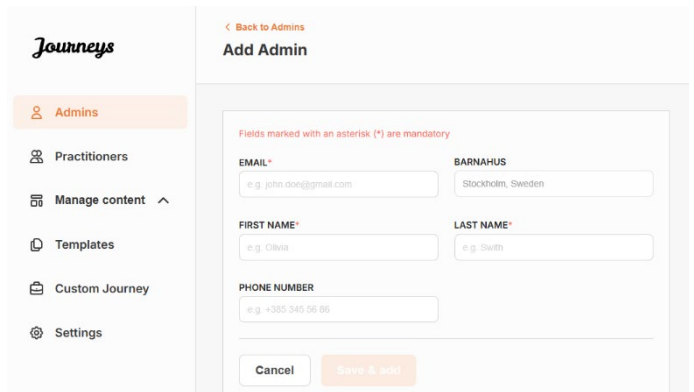 Journeys
Admins
Practitioners
Manage content
Templates
Custom Journey
Settings
Back to Admins
Add Admin
Fields marked with an asterisk (*) are mandatory
EMAIL*
e.g. john.doe@gmail.com
BARNAHUS
Stockholm, Sweden
FIRST NAME*
e.g. Olivia
LAST NAME*
e.g. Swith
PHONE NUMBER
e.g. +385 345 56 86
Cancel
Save & add